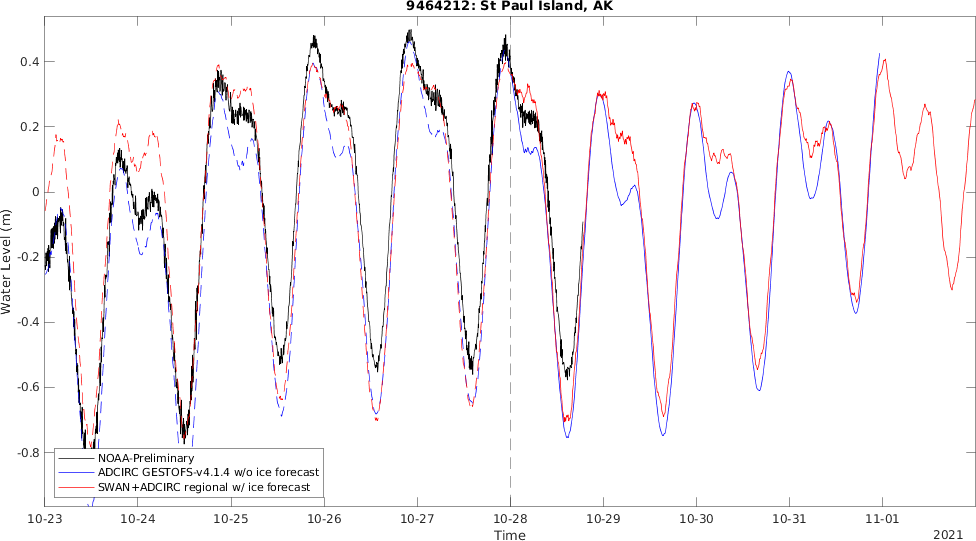 9464212: St Paul Island, AK
Water Level (m)
0.4
0.2
0
-0.2
-0.4
-0.6
-0.8
NOAA-Preliminary
ADCIRC GESTOFS-v4.1.4 w/o ice forecast
SWAN+ADCIRC regional w/ ice forecast
10-23 10-24 10-25 10-26 10-27 10-28 10-29 10-30 10-31 11-01
Time
2021